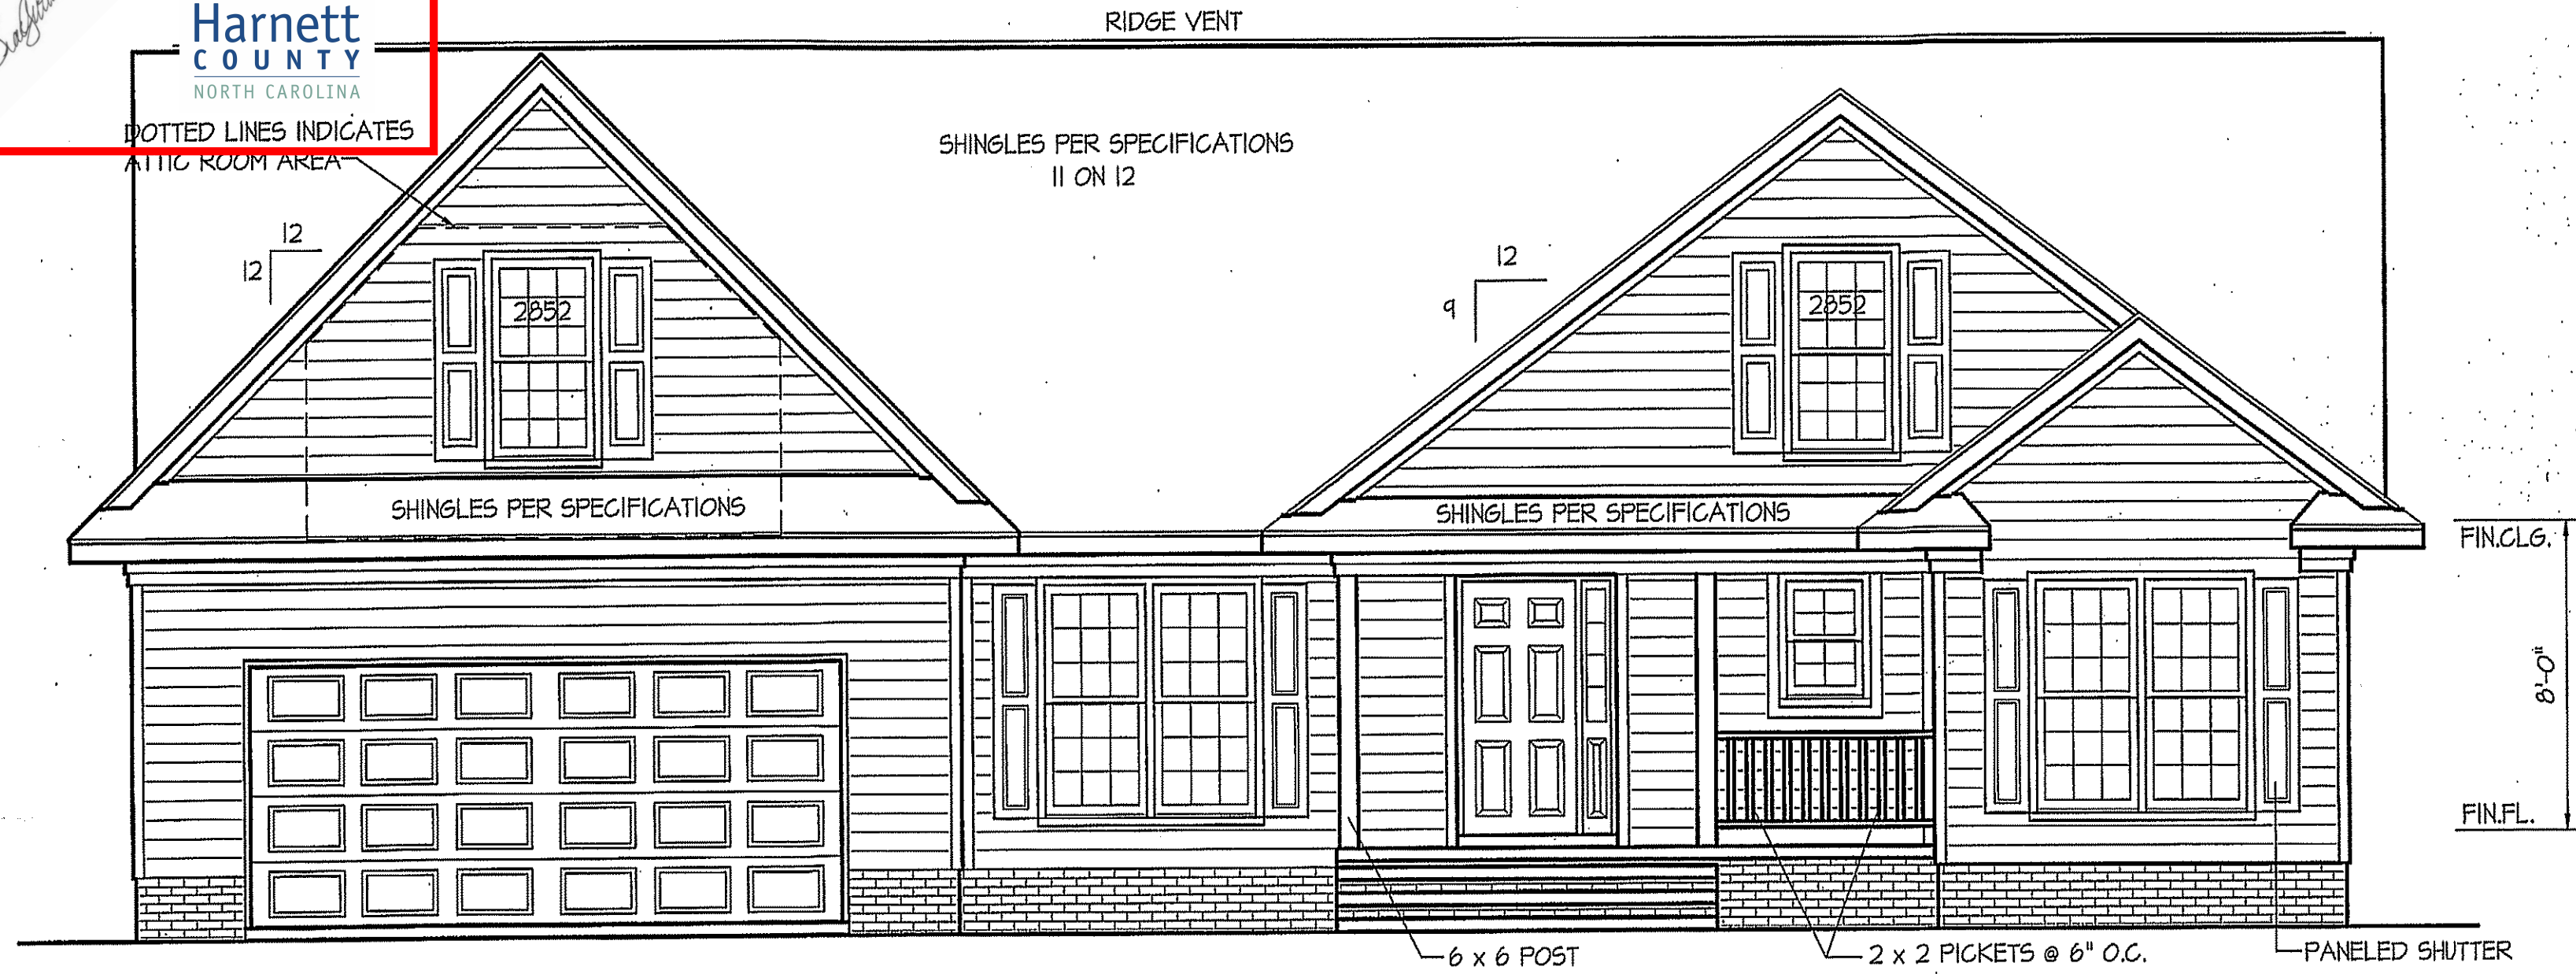 RIDGE VENT
Harnett
COUNTY
NORTH CAROLINA
DOTTED LINES INDICATES
ATTIC ROOM AREA
SHINGLES PER SPECIFICATIONS
11 ON 12
12
12
12
9
2852
2852
SHINGLES PER SPECIFICATIONS
SHINGLES PER SPECIFICATIONS
FIN.CLG.
8'-0"
FIN.FL.
6 x 6 POST
2 x 2 PICKETS @ 6" O.C.
PANELED SHUTTER